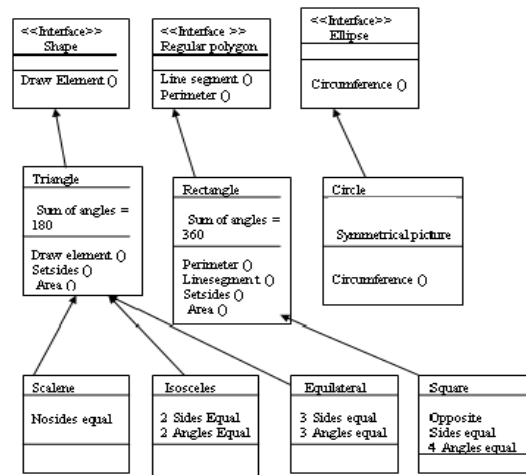 <<Interface>>
Shape
Draw Element ()
<<Interface >>
Regular polygon
Line segment ()
Perimeter ()
<<Interface>>
Ellipse
Circumference ()
Triangle
Sum of angles =
180
Draw element ()
Setsides ()
Area ()
Rectangle
Sum of angles =
360
Perimeter ()
Linesegment ()
Setsides ()
Area ()
Circle
Symmetrical picture
Circumference ()
Scalene
Nosides equal
Isosceles
2 Sides Equal
2 Angles Equal
Equilateral
3 Sides equal
3 Angles equal
Square
Opposite
Sides equal
4 Angles equal